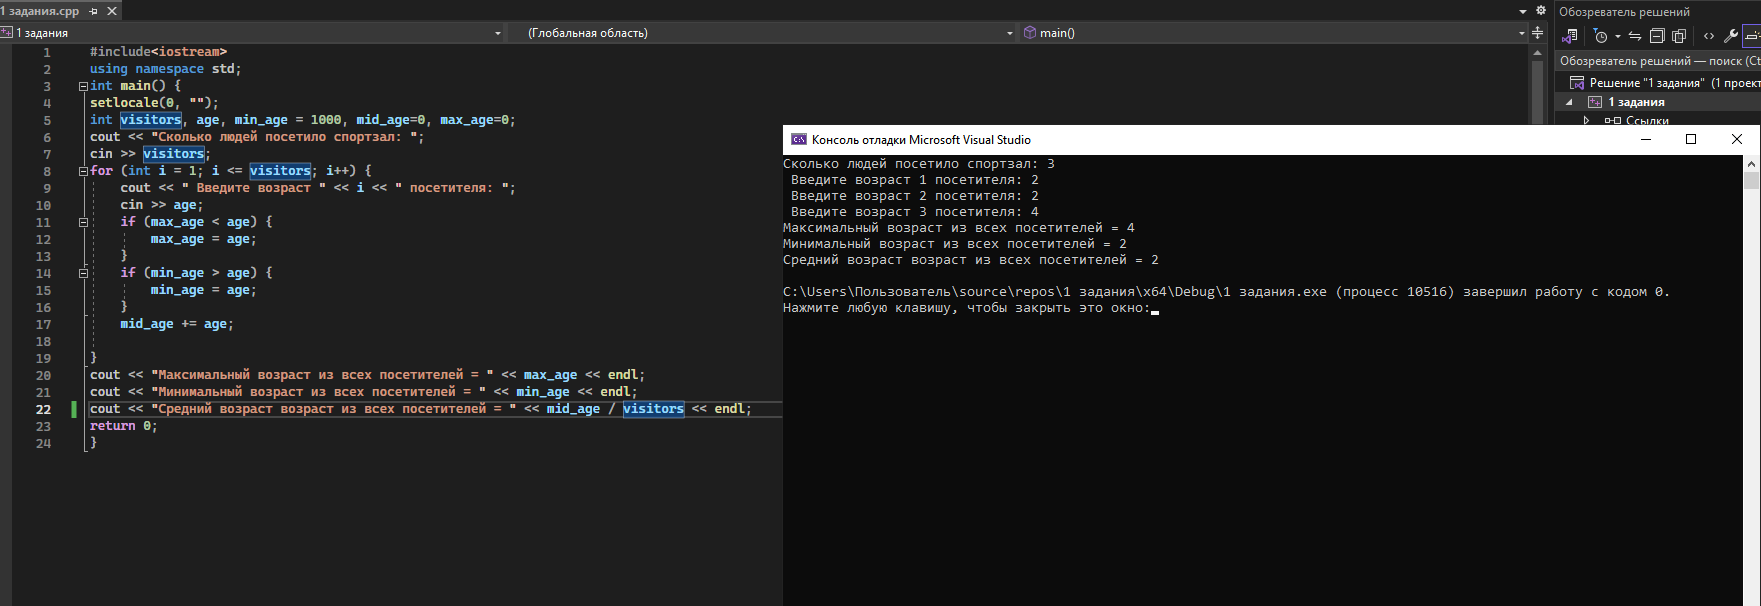 1 задания.cpp
1 задания
(Глобальная область)
main()
1 #include<iostream>
2 using namespace std;
3 int main() {
4 setlocale(0, "");
5 int visitors, age, min_age = 1000, mid_age=0, max_age=0;
6 cout << "Сколько людей посетило спортзал: ";
7 cin >> visitors;
8 for (int i = 1; i <= visitors; i++) {
9 cout << " Введите возраст " << i << " посетителя: ";
10 cin >> age;
11 if (max_age < age) {
12 max_age = age;
13 }
14 if (min_age > age) {
15 min_age = age;
16 }
17 mid_age += age;
18
19 }
20 cout << "Максимальный возраст из всех посетителей = " << max_age << endl;
21 cout << "Минимальный возраст из всех посетителей = " << min_age << endl;
22 cout << "Средний возраст возраст из всех посетителей = " << mid_age / visitors << endl;
23 return 0;
24 }
Обозреватель решений
Обозреватель решений — поиск (Ct
Решение "1 задания" (1 проект
1 задания
Ссылки
Консоль отладки Microsoft Visual Studio
Сколько людей посетило спортзал: 3
Введите возраст 1 посетителя: 2
Введите возраст 2 посетителя: 2
Введите возраст 3 посетителя: 4
Максимальный возраст из всех посетителей = 4
Минимальный возраст из всех посетителей = 2
Средний возраст возраст из всех посетителей = 2
C:\Users\Пользователь\source\repos\1 задания\x64\Debug\1 задания.exe (процесс 10516) завершил работу с кодом 0.
Нажмите любую клавишу, чтобы закрыть это окно: